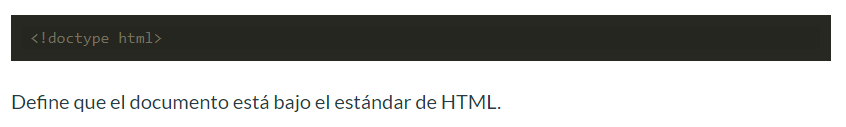 <!doctype html>
Define que el documento está bajo el estándar de HTML.